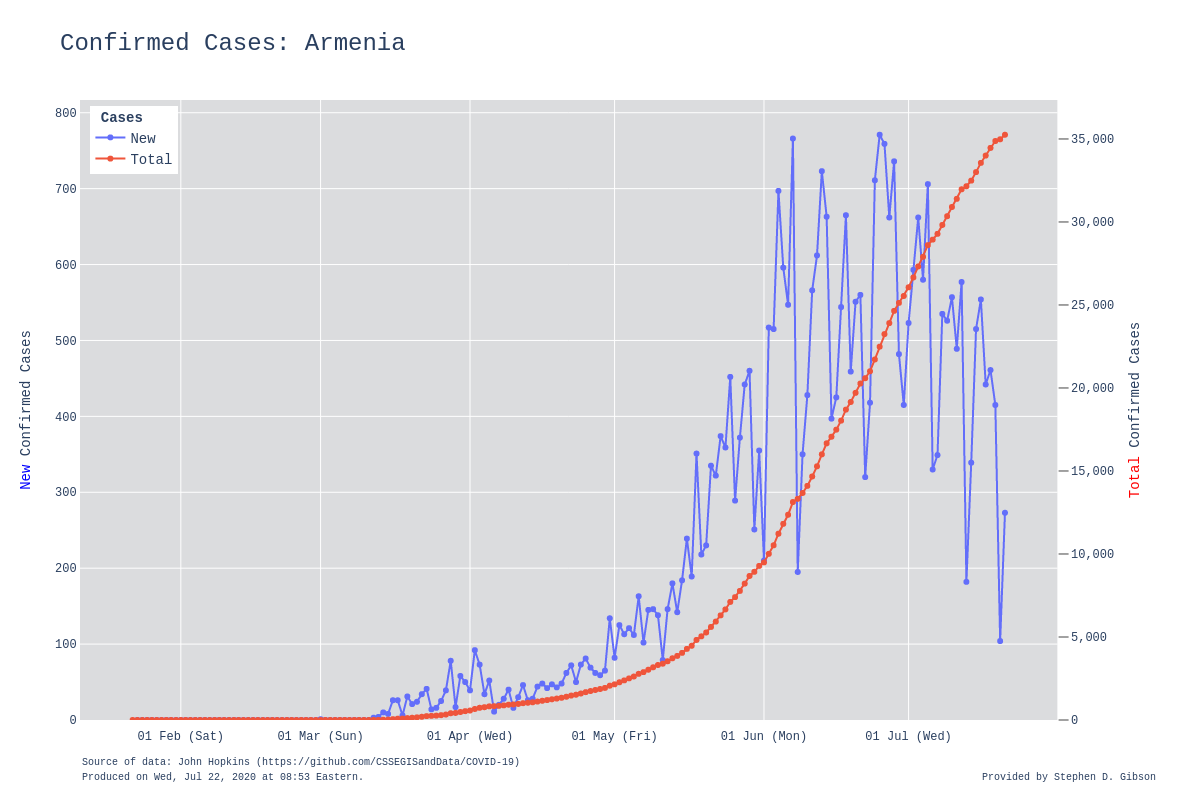 Confirmed Cases: Armenia
Cases
New
Total
800
700
600
500
400
300
200
100
0
35,000
30,000
25,000
20,000
15,000
10,000
5,000
0
New Confirmed Cases
Total Confirmed Cases
01 Feb (Sat)
01 Mar (Sun)
01 Apr (Wed)
01 May (Fri)
01 Jun (Mon)
01 Jul (Wed)
Source of data: John Hopkins (https://github.com/CSSEGISandData/COVID-19)
Produced on Wed, Jul 22, 2020 at 08:53 Eastern.
Provided by Stephen D. Gibson